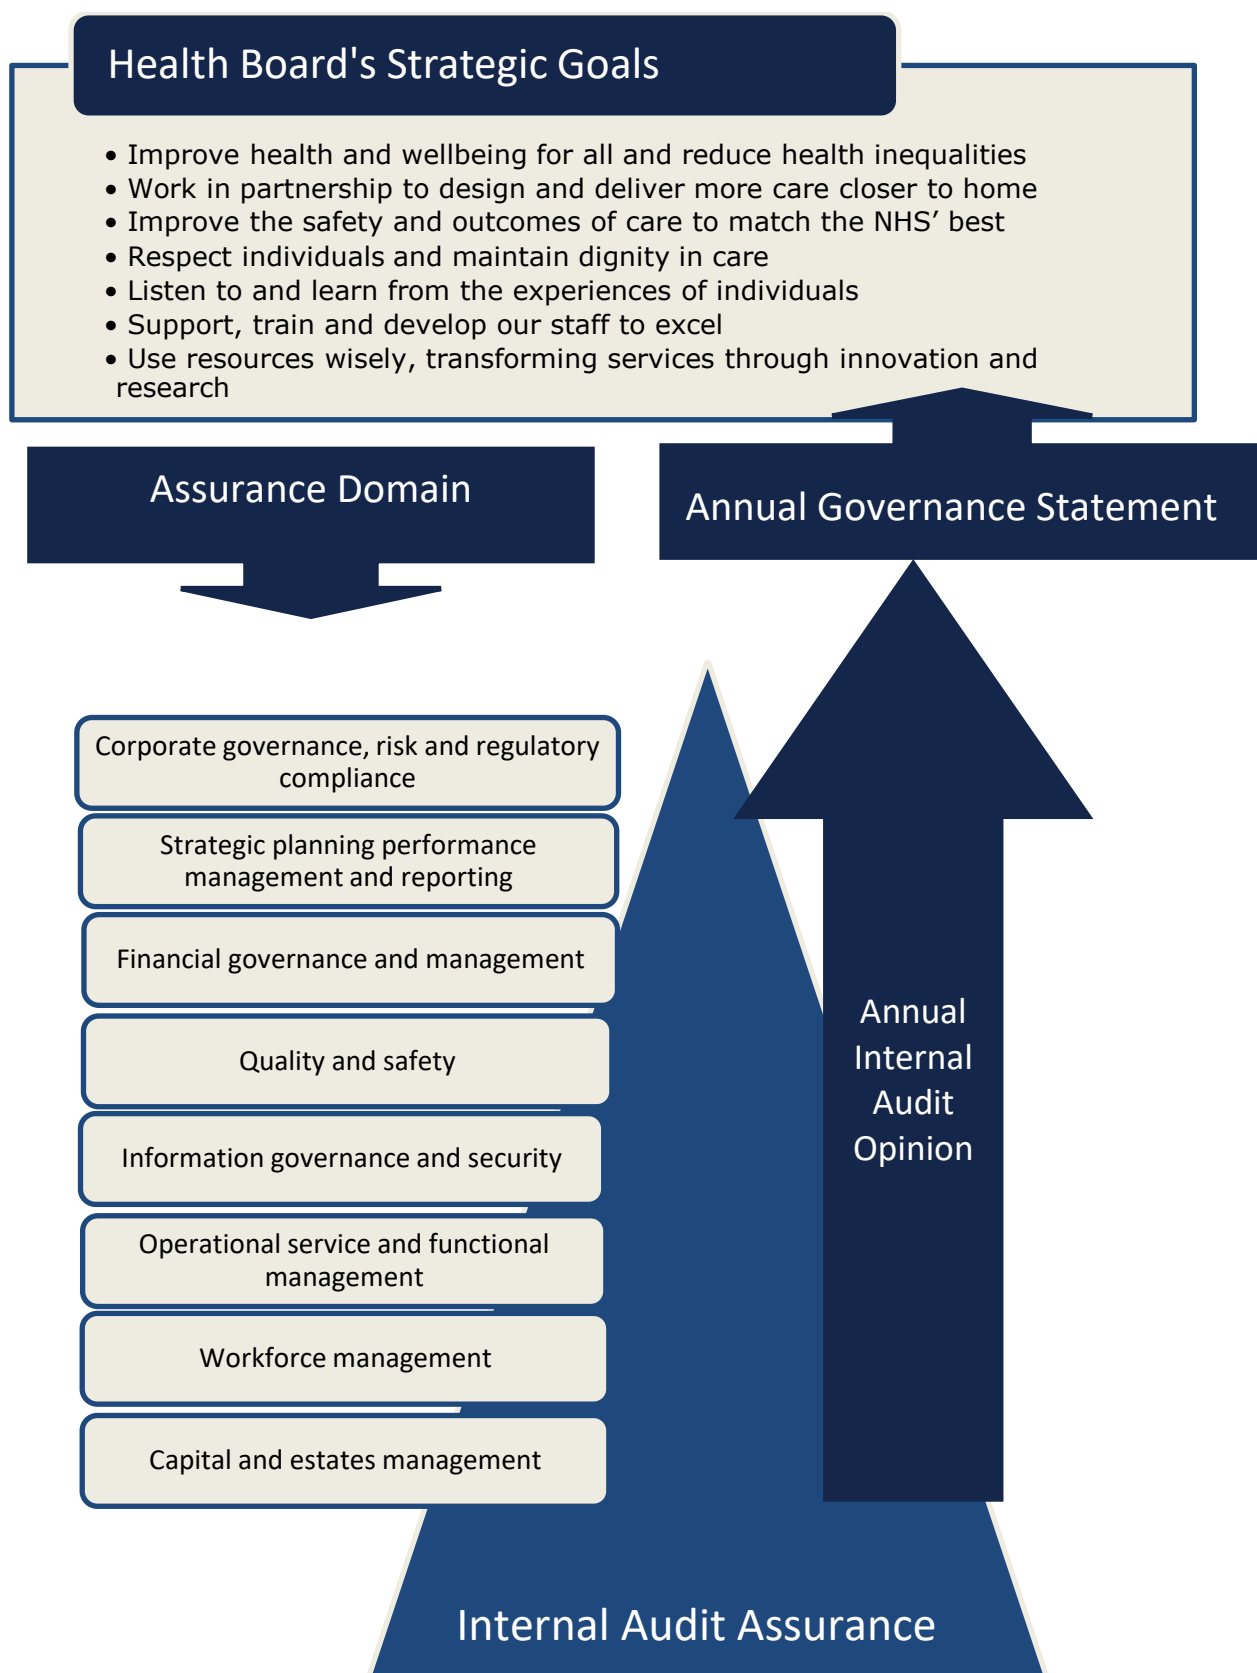 Health Board's Strategic Goals
• Improve health and wellbeing for all and reduce health inequalities
• Work in partnership to design and deliver more care closer to home
• Improve the safety and outcomes of care to match the NHS’ best
• Respect individuals and maintain dignity in care
• Listen to and learn from the experiences of individuals
• Support, train and develop our staff to excel
• Use resources wisely, transforming services through innovation and
research
Assurance Domain
Annual Governance Statement
Corporate governance, risk and regulatory
compliance
Strategic planning performance
management and reporting
Financial governance and management
Quality and safety
Information governance and security
Operational service and functional
management
Workforce management
Capital and estates management
Annual
Internal
Audit
Opinion
Internal Audit Assurance